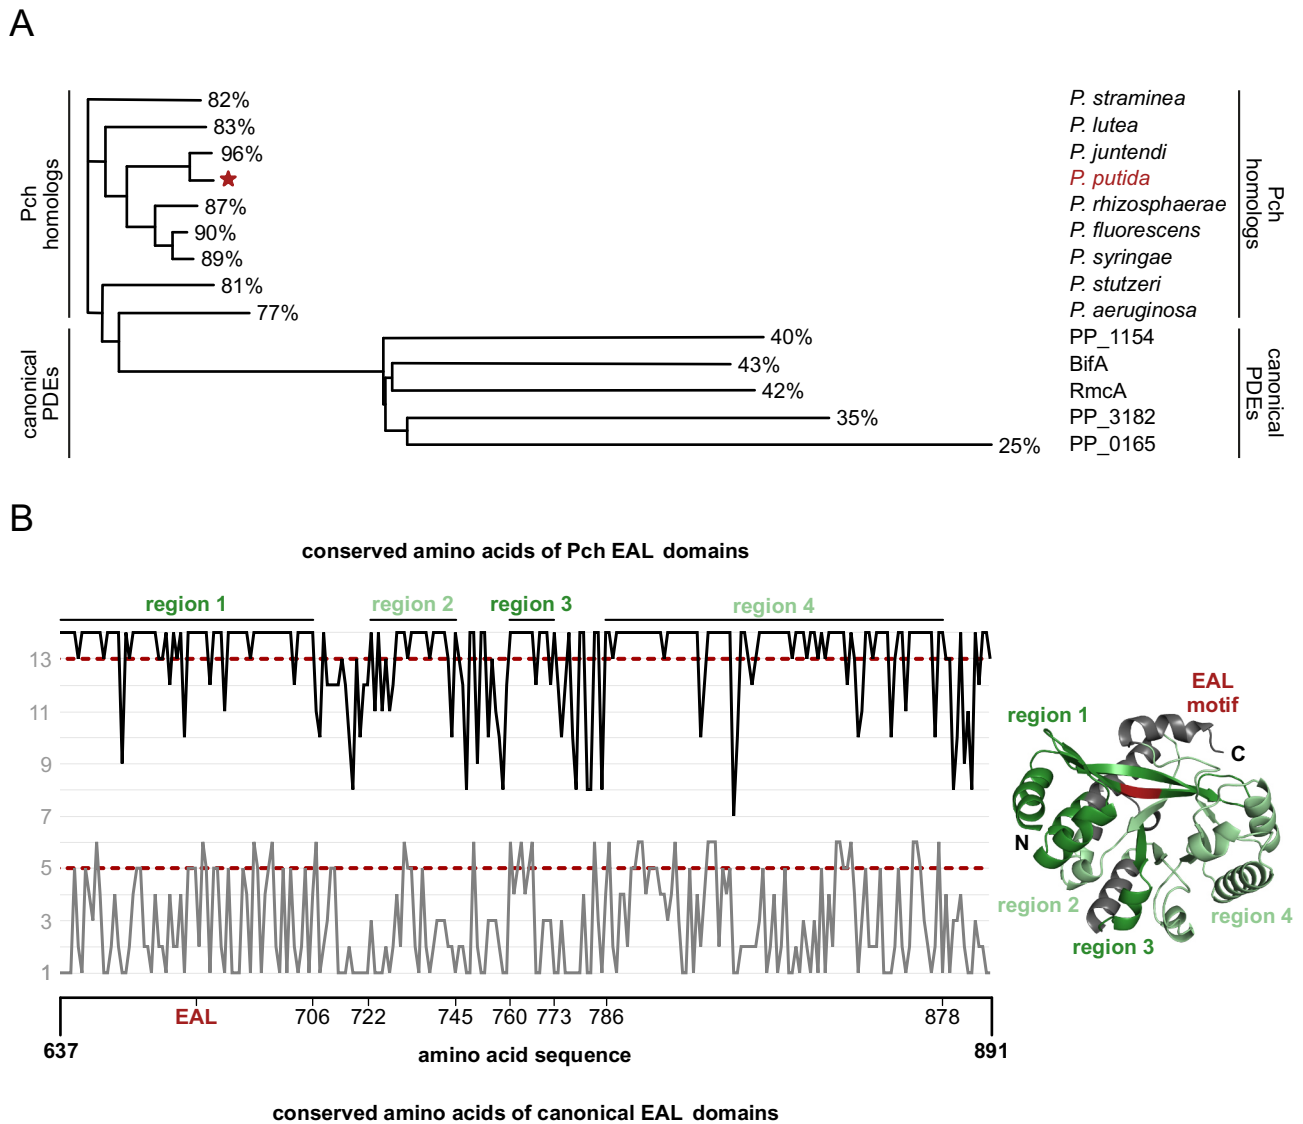 A
Pch
homologs
canonical
PDEs
82%
83%
96%
87%
90%
89%
81%
77%
40%
43%
42%
35%
25%
P. straminea
P. lutea
P. juntendi
P. putida
P. rhizosphaerae
P. fluorescens
P. syringae
P. stutzeri
P. aeruginosa
PP_1154
BifA
RmcA
PP_3182
PP_0165
Pch
homologs
canonical
PDEs
B
conserved amino acids of Pch EAL domains
region 1 region 2 region 3 region 4
13
11
9
7
5
3
1
EAL 706 722 745 760 773 786 878
637 amino acid sequence 891
conserved amino acids of canonical EAL domains
EAL
motif
region 1
C
N
region 2
region 4
region 3